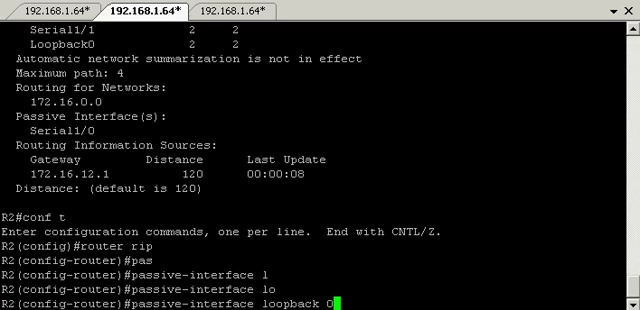 192.168.1.64* 192.168.1.64* 192.168.1.64*
Serial1/1 2 2
Loopback0 2 2
Automatic network summarization is not in effect
Maximum path: 4
Routing for Networks:
172.16.0.0
Passive Interface(s):
Serial1/0
Routing Information Sources:
Gateway Distance Last Update
172.16.12.1 120 00:00:08
Distance: (default is 120)
R2#conf t
Enter configuration commands, one per line. End with CNTL/Z.
R2(config)#router rip
R2(config-router)#pas
R2(config-router)#passive-interface l
R2(config-router)#passive-interface lo
R2(config-router)#passive-interface loopback 0